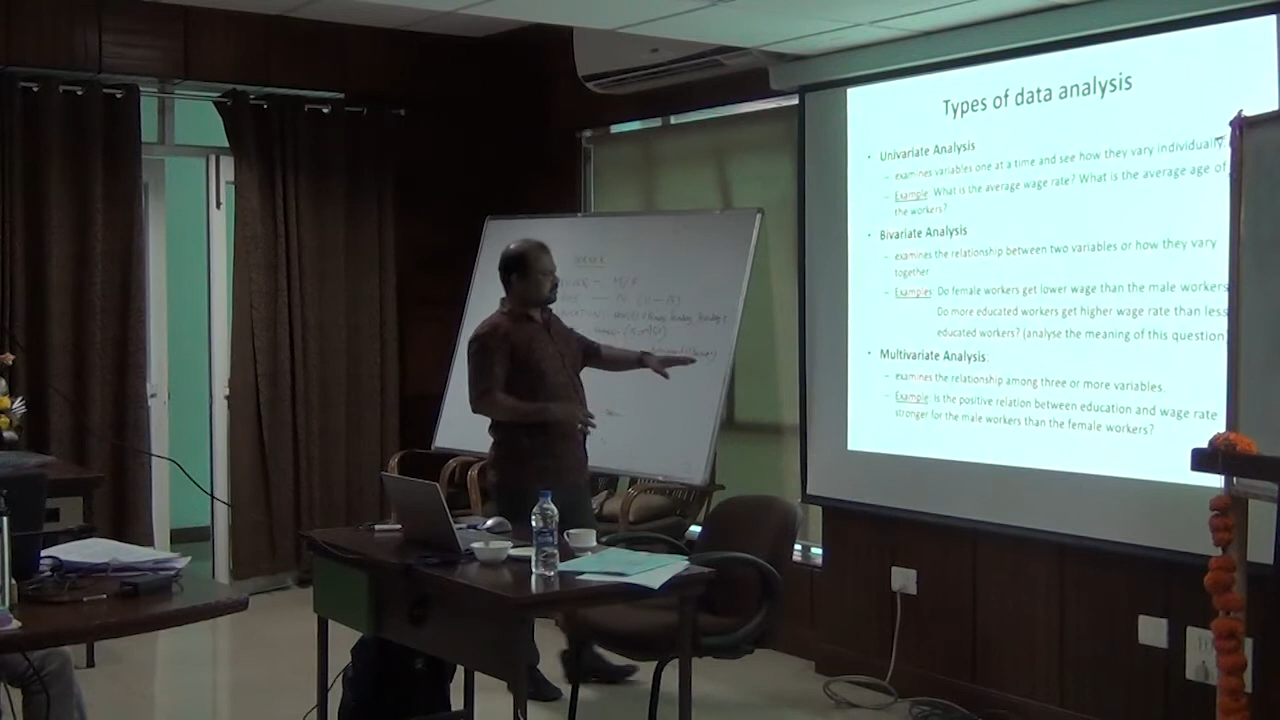 Types of data analysis
• Univariate Analysis
– examines variables one at a time and see how they vary individually.
– Example: What is the average wage rate? What is the average age of
the workers?
• Bivariate Analysis
– examines the relationship between two variables or how they vary
together
– Examples: Do female workers get lower wage than the male workers
Do more educated workers get higher wage rate than less
educated workers? (analyse the meaning of this question
• Multivariate Analysis:
– examines the relationship among three or more variables.
– Example: Is the positive relation between education and wage rate
stronger for the male workers than the female workers?